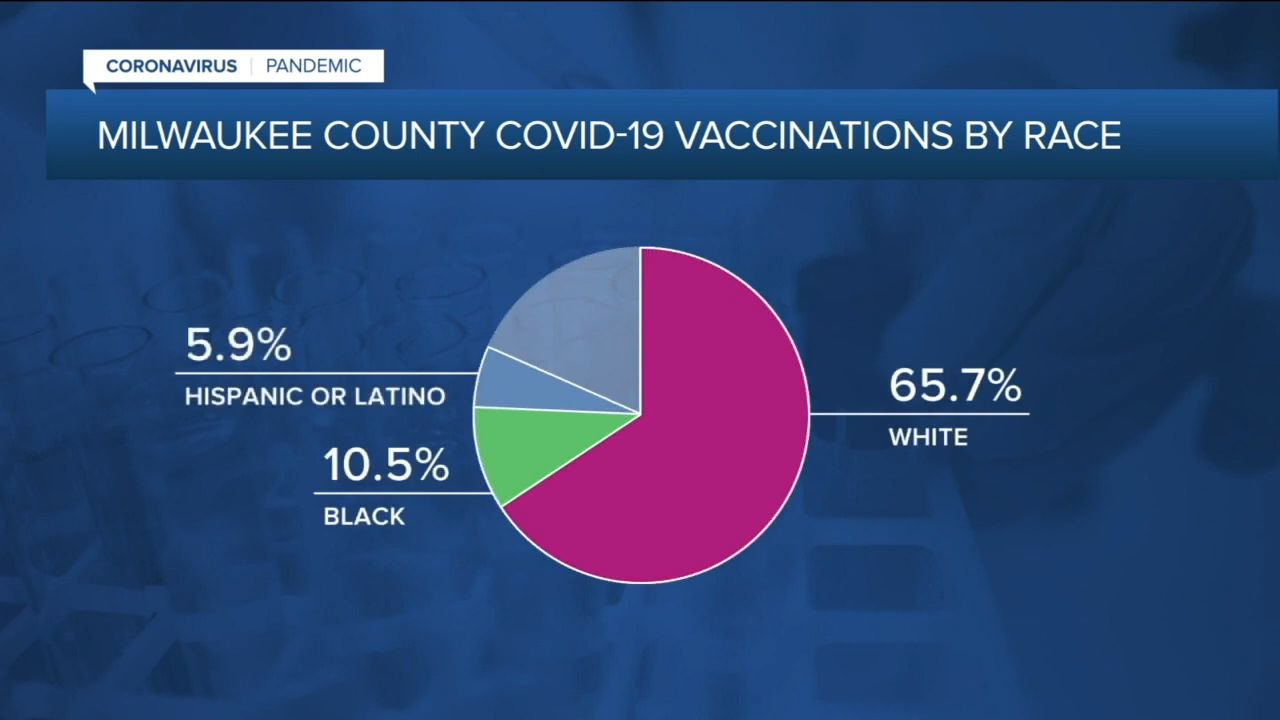 CORONAVIRUS | PANDEMIC
MILWAUKEE COUNTY COVID-19 VACCINATIONS BY RACE
5.9%
HISPANIC OR LATINO
10.5%
BLACK
65.7%
WHITE